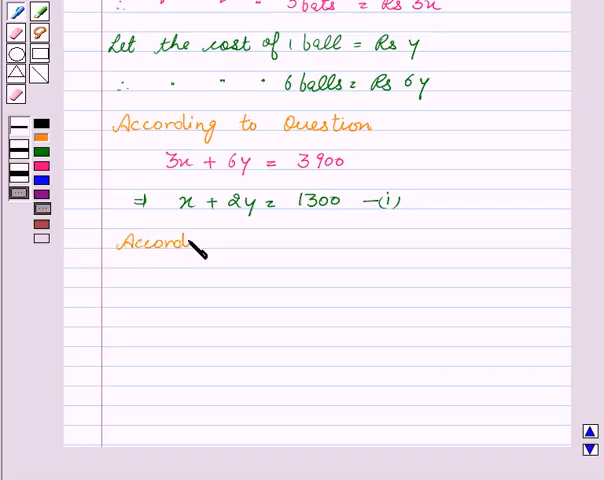 ∴ " " " 3 bats = Rs 3x
Let the cost of 1 ball = Rs y
∴ " " " 6 balls = Rs 6y
According to Question
3x + 6y = 3900
⇒ x + 2y = 1300 —(i)
Accord